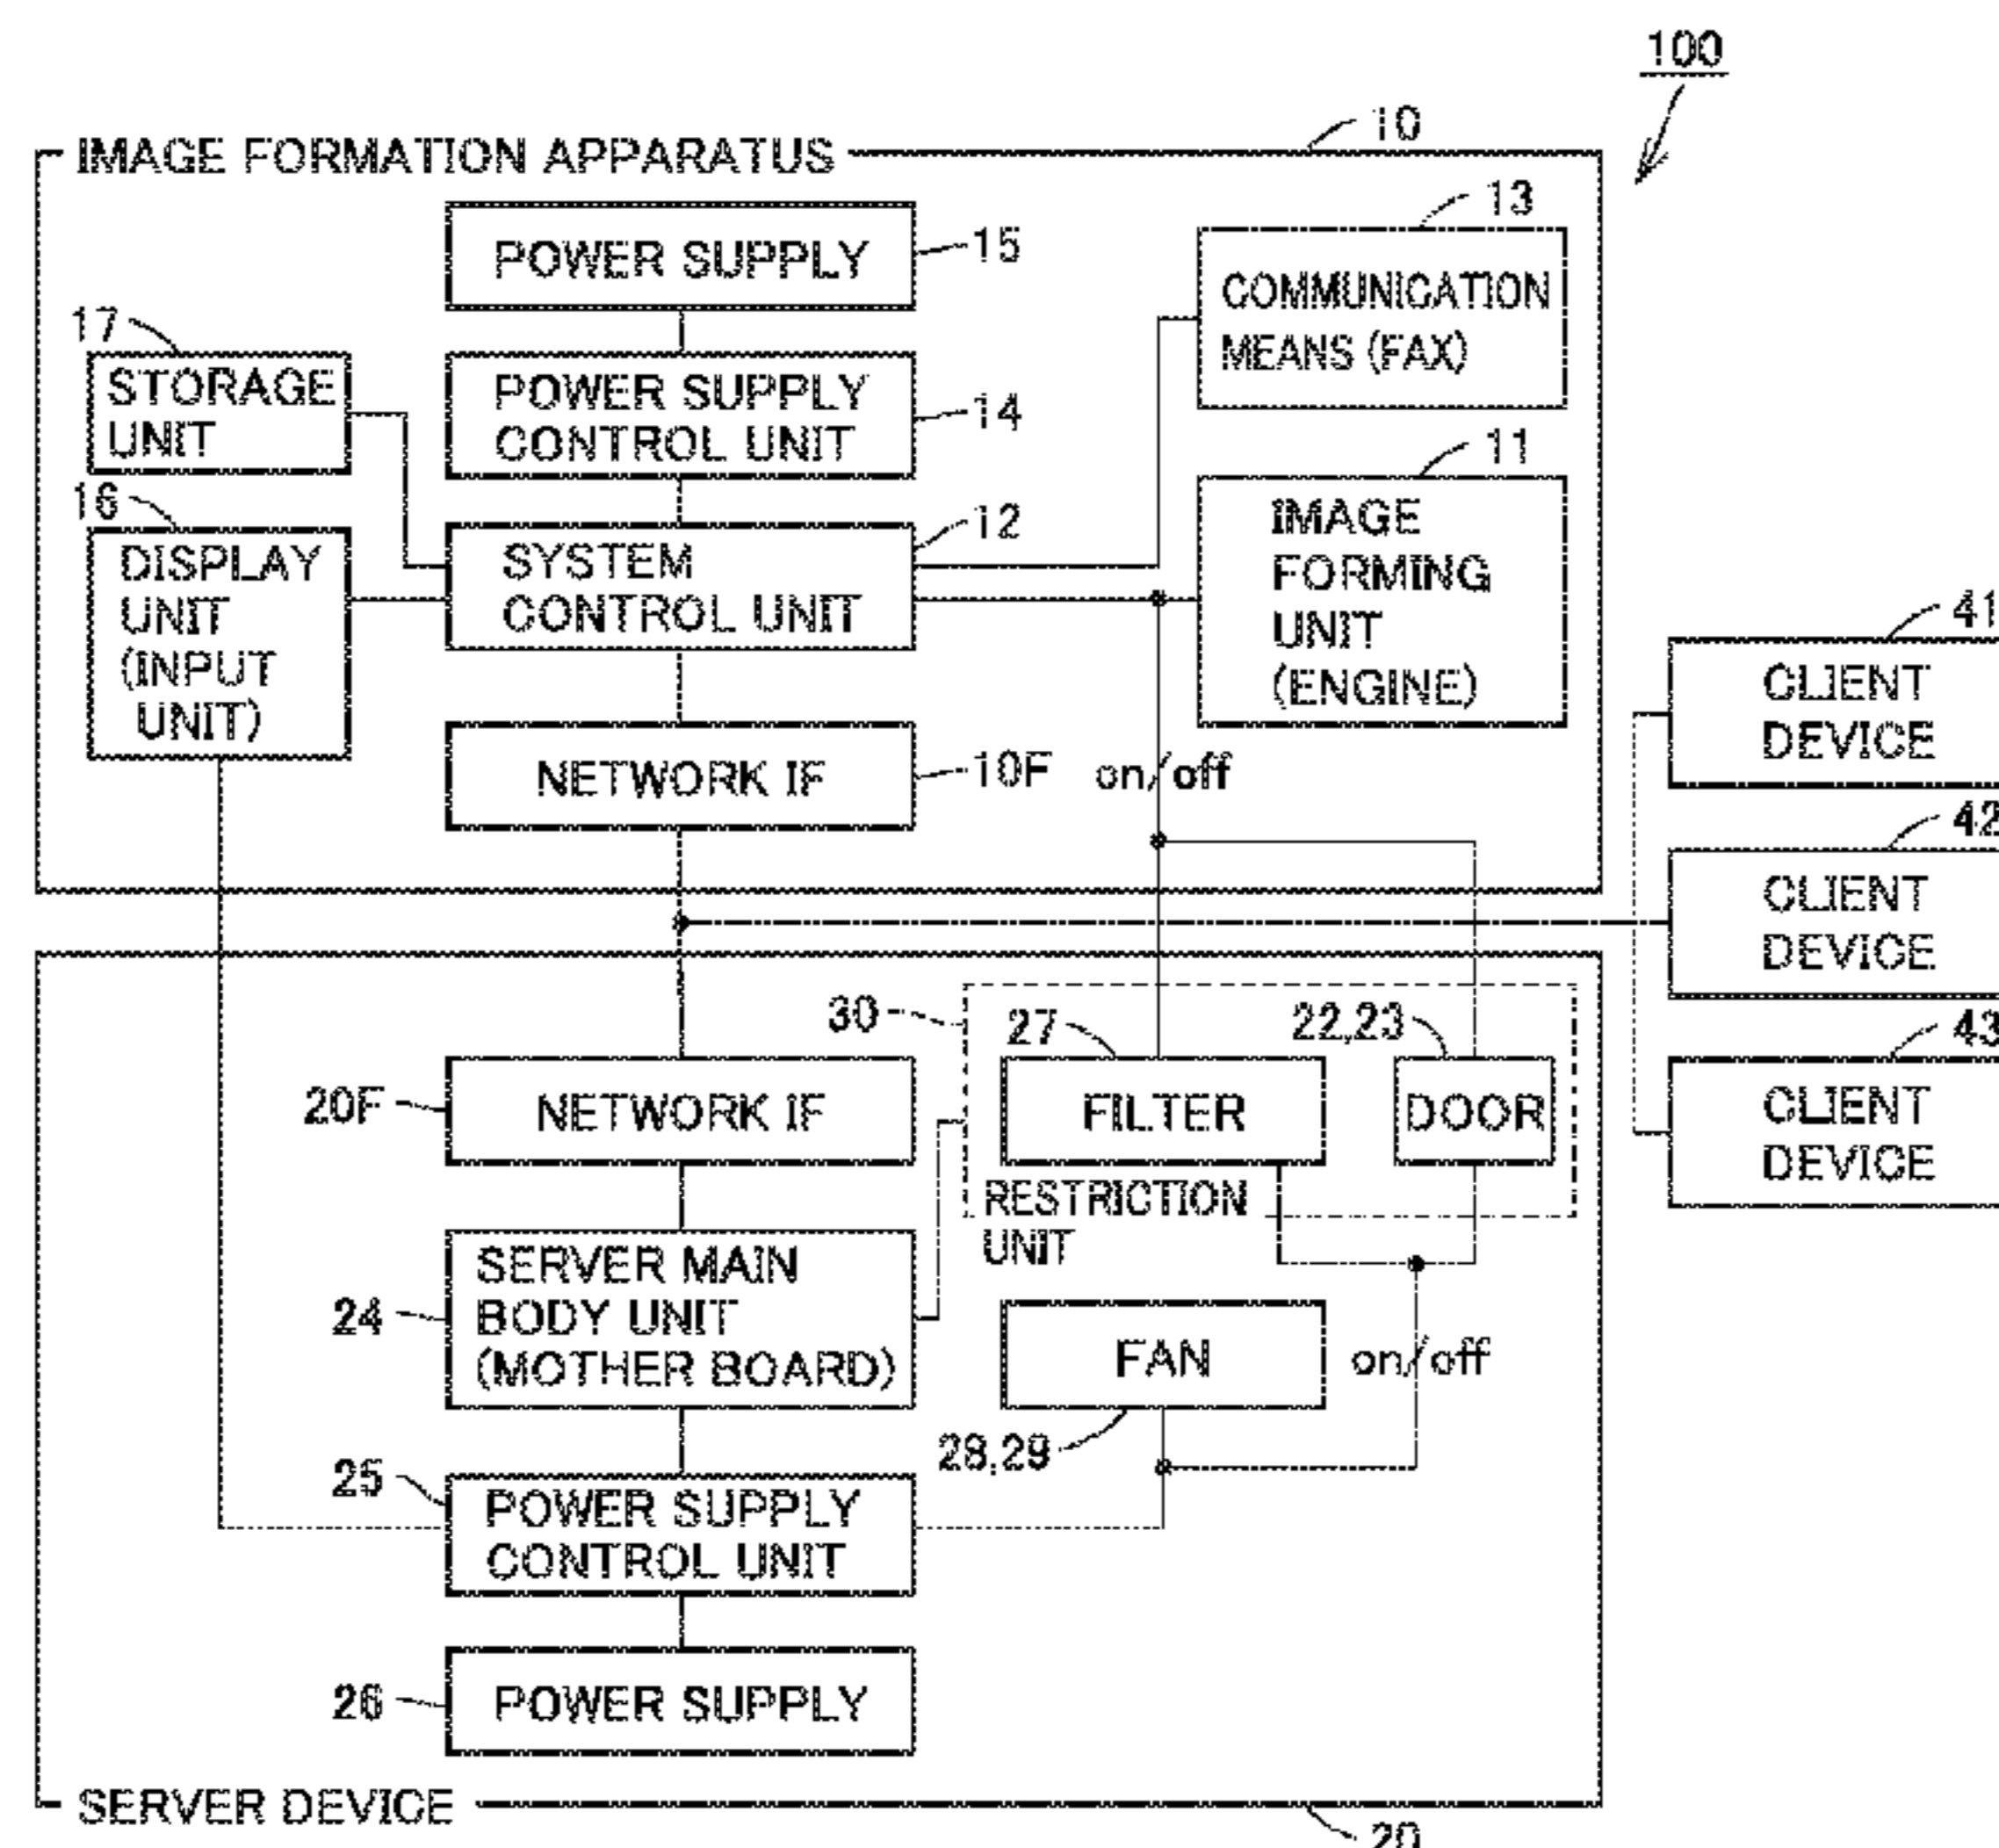 100
10
IMAGE FORMATION APPARATUS
13
POWER SUPPLY
15
COMMUNICATION
MEANS (FAX)
17
STORAGE
UNIT
POWER SUPPLY
CONTROL UNIT
14
11
16
IMAGE
FORMING
UNIT
(ENGINE)
12
DISPLAY
UNIT
(INPUT
UNIT)
SYSTEM
CONTROL UNIT
41
CLIENT
DEVICE
NETWORK IF
10F
on/off
42
CLIENT
DEVICE
30
27
22,23
43
20F
NETWORK IF
FILTER
DOOR
CLIENT
DEVICE
RESTRICTION
UNIT
24
SERVER MAIN
BODY UNIT
(MOTHER BOARD)
FAN
on/off
28,29
25
POWER SUPPLY
CONTROL UNIT
26
POWER SUPPLY
SERVER DEVICE
20